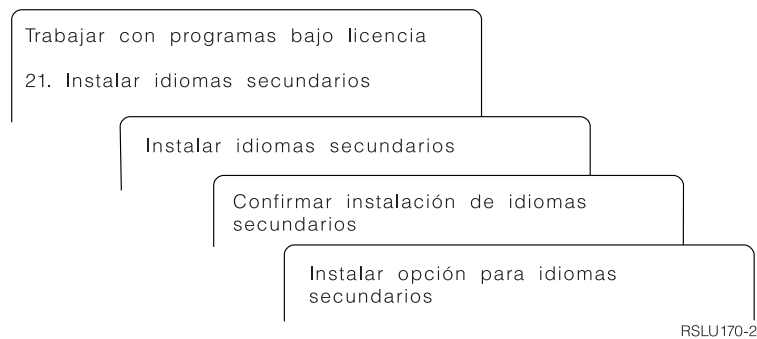 Trabajar con programas bajo licencia
21. Instalar idiomas secundarios
Instalar idiomas secundarios
Confirmar instalación de idiomas
secundarios
Instalar opción para idiomas
secundarios
RSLU170-2